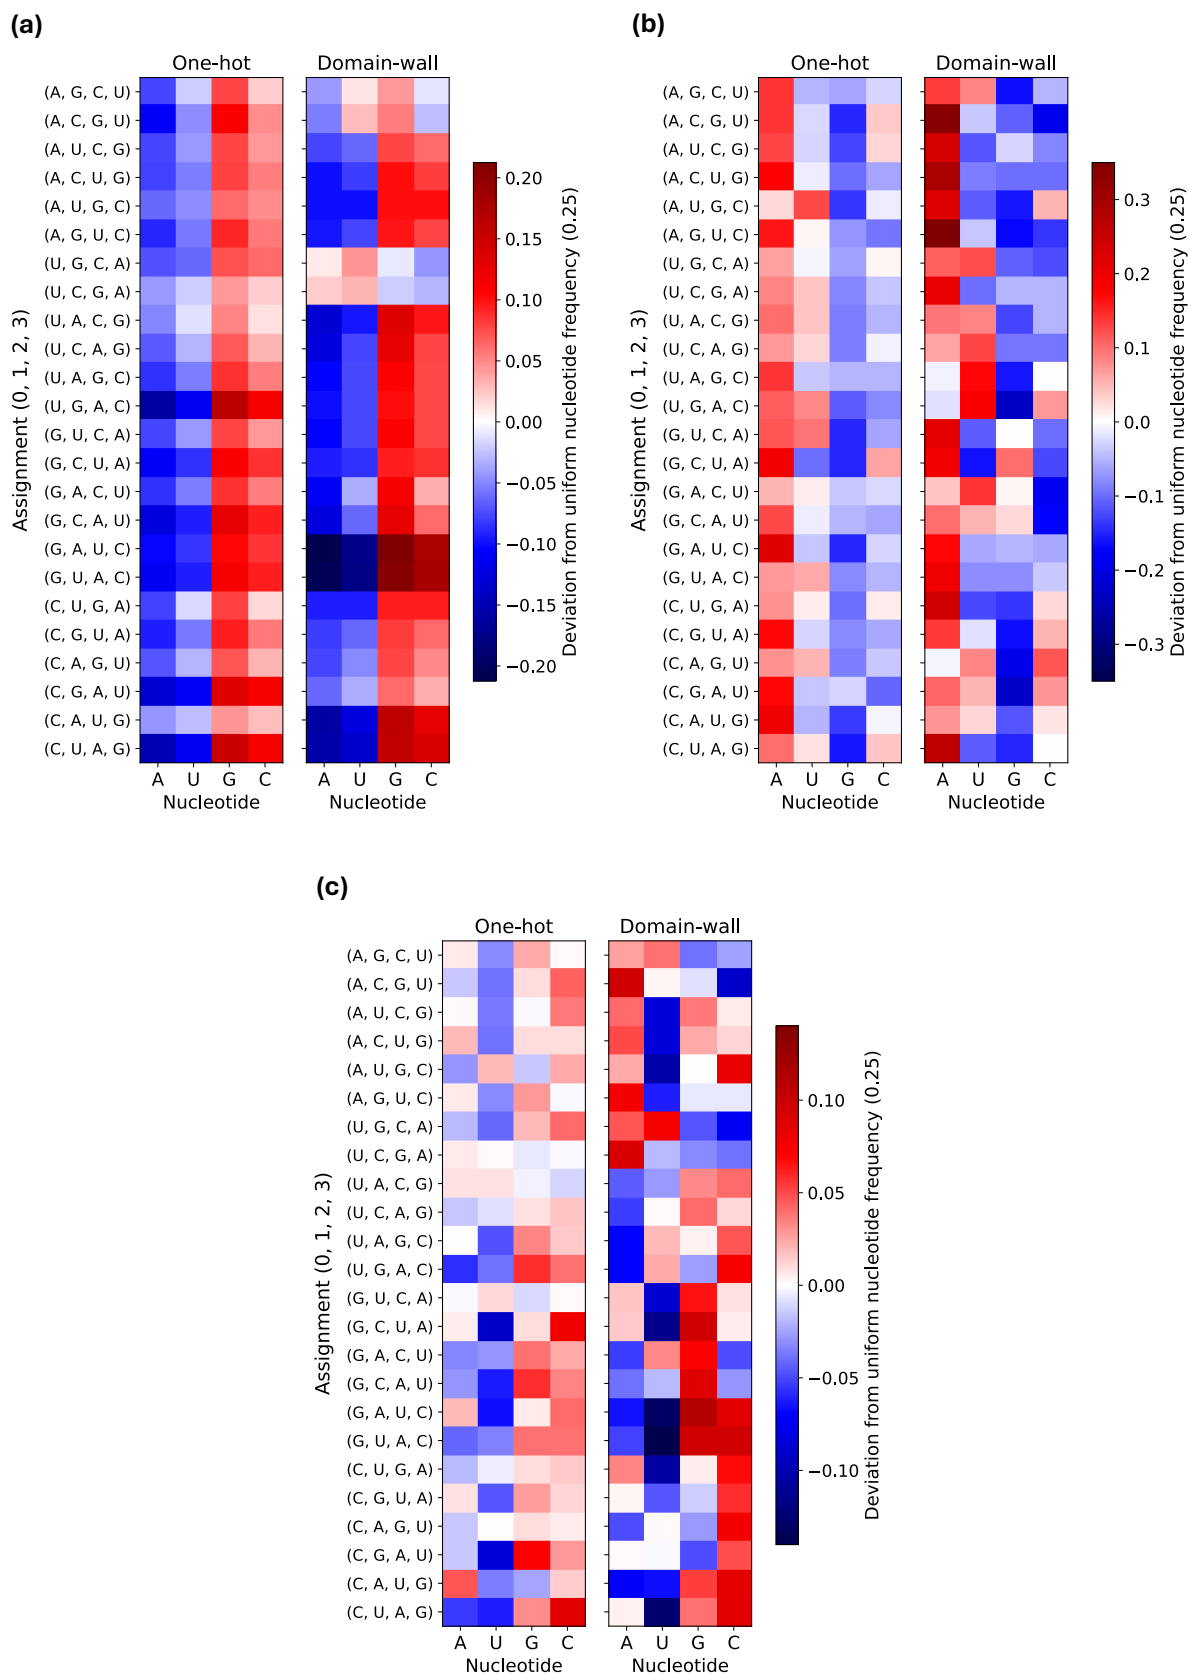 (a)
One-hot
Domain-wall
Assignment (0, 1, 2, 3)
(A, G, C, U)
(A, C, G, U)
(A, U, C, G)
(A, C, U, G)
(A, U, G, C)
(A, G, U, C)
(U, G, C, A)
(U, C, G, A)
(U, A, C, G)
(U, C, A, G)
(U, A, G, C)
(U, G, A, C)
(G, U, C, A)
(G, C, U, A)
(G, A, C, U)
(G, C, A, U)
(G, A, U, C)
(G, U, A, C)
(C, U, G, A)
(C, G, U, A)
(C, A, G, U)
(C, G, A, U)
(C, A, U, G)
(C, U, A, G)
A U G C
A U G C
Nucleotide
Nucleotide
0.20
0.15
0.10
0.05
0.00
−0.05
−0.10
−0.15
−0.20
Deviation from uniform nucleotide frequency (0.25)
(b)
One-hot
Domain-wall
Assignment (0, 1, 2, 3)
(A, G, C, U)
(A, C, G, U)
(A, U, C, G)
(A, C, U, G)
(A, U, G, C)
(A, G, U, C)
(U, G, C, A)
(U, C, G, A)
(U, A, C, G)
(U, C, A, G)
(U, A, G, C)
(U, G, A, C)
(G, U, C, A)
(G, C, U, A)
(G, A, C, U)
(G, C, A, U)
(G, A, U, C)
(G, U, A, C)
(C, U, G, A)
(C, G, U, A)
(C, A, G, U)
(C, G, A, U)
(C, A, U, G)
(C, U, A, G)
A U G C
A U G C
Nucleotide
Nucleotide
0.3
0.2
0.1
0.0
−0.1
−0.2
−0.3
Deviation from uniform nucleotide frequency (0.25)
(c)
One-hot
Domain-wall
Assignment (0, 1, 2, 3)
(A, G, C, U)
(A, C, G, U)
(A, U, C, G)
(A, C, U, G)
(A, U, G, C)
(A, G, U, C)
(U, G, C, A)
(U, C, G, A)
(U, A, C, G)
(U, C, A, G)
(U, A, G, C)
(U, G, A, C)
(G, U, C, A)
(G, C, U, A)
(G, A, C, U)
(G, C, A, U)
(G, A, U, C)
(G, U, A, C)
(C, U, G, A)
(C, G, U, A)
(C, A, G, U)
(C, G, A, U)
(C, A, U, G)
(C, U, A, G)
A U G C
A U G C
Nucleotide
Nucleotide
0.10
0.05
0.00
−0.05
−0.10
Deviation from uniform nucleotide frequency (0.25)